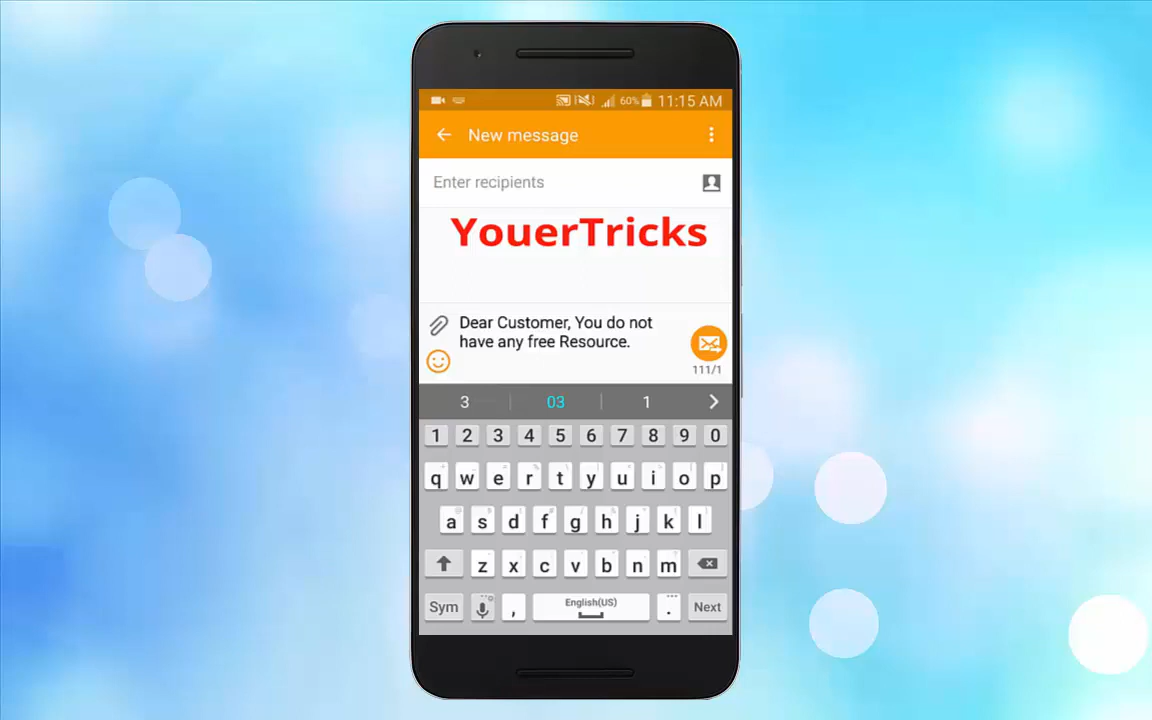 60% 11:15 AM
New message
Enter recipients
YouerTricks
Dear Customer, You do not
have any free Resource.
111/1
3 03 1
1 2 3 4 5 6 7 8 9 0
q w e r t y u i o p
a s d f g h j k l
z x c v b n m
Sym , English(US) . Next